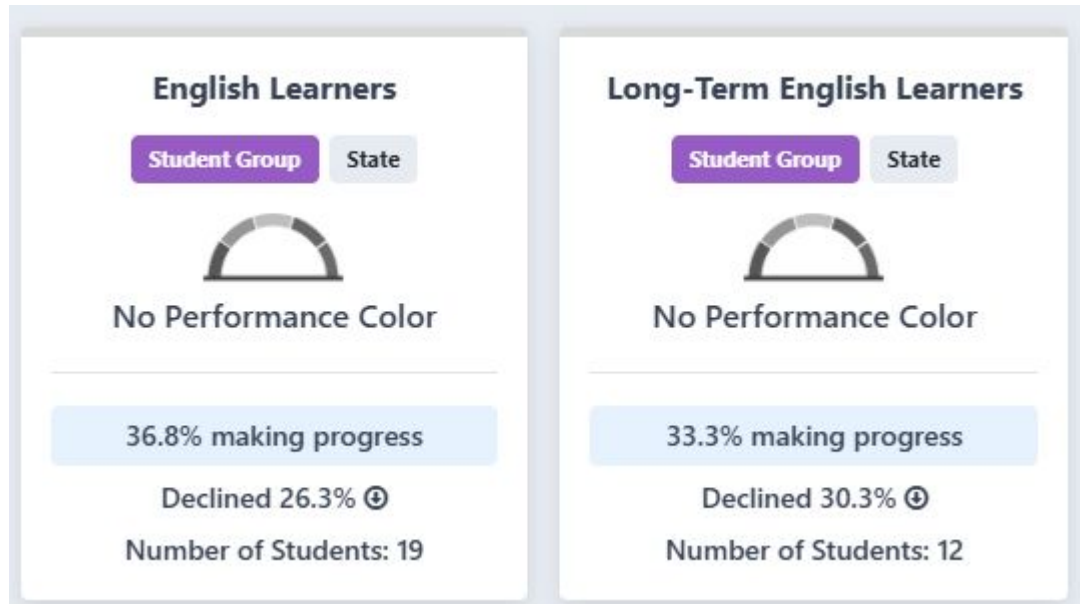 English Learners
Student Group State
No Performance Color
36.8% making progress
Declined 26.3%
Number of Students: 19
Long-Term English Learners
Student Group State
No Performance Color
33.3% making progress
Declined 30.3%
Number of Students: 12